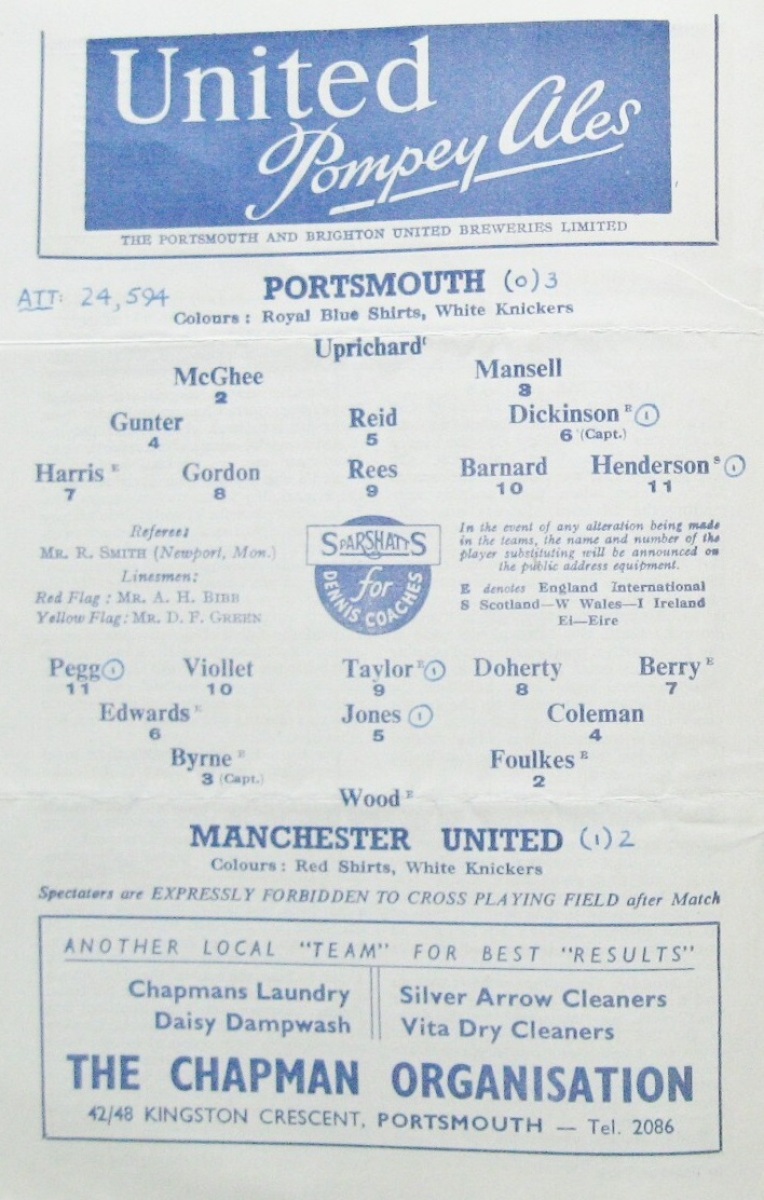 United
Pompey Ales
THE PORTSMOUTH AND BRIGHTON UNITED BREWERIES LIMITED
PORTSMOUTH (0) 3
ATT: 24,594
Colours : Royal Blue Shirts, White Knickers
Uprichard I
McGhee Mansell
2 3
Gunter Reid Dickinson E (1)
4 5 6 (Capt.)
Harris E Gordon Rees Barnard Henderson S (1)
7 8 9 10 11
Referee:
MR. R. SMITH (Newport, Mon.)
Linesmen:
Red Flag : MR. A. H. BIBB
Yellow Flag: MR. D. F. GREEN
SPARSHATTS
for
DENNIS COACHES
In the event of any alteration being made
in the teams, the name and number of the
player substituting will be announced on
the public address equipment.
E denotes England International
S Scotland—W Wales—I Ireland
Ei—Eire
Pegg (1) Viollet Taylor E (1) Doherty Berry E
11 10 9 8 7
Edwards E Jones (1) Coleman
6 5 4
Byrne E Foulkes E
3 (Capt.) 2
Wood E
MANCHESTER UNITED (1) 2
Colours : Red Shirts, White Knickers
Spectators are EXPRESSLY FORBIDDEN TO CROSS PLAYING FIELD after Match
ANOTHER LOCAL "TEAM" FOR BEST "RESULTS"
Chapmans Laundry Silver Arrow Cleaners
Daisy Dampwash Vita Dry Cleaners
THE CHAPMAN ORGANISATION
42/48 KINGSTON CRESCENT, PORTSMOUTH — Tel. 2086